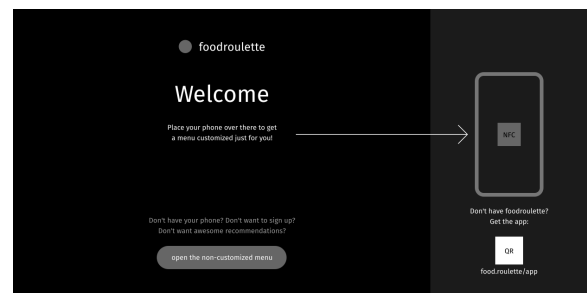 foodroulette
Welcome
Place your phone over there to get
a menu customized just for you!
NFC
Don't have foodroulette?
Get the app:
QR
food.roulette/app
Don't have your phone? Don't want to sign up?
Don't want awesome recommendations?
open the non-customized menu